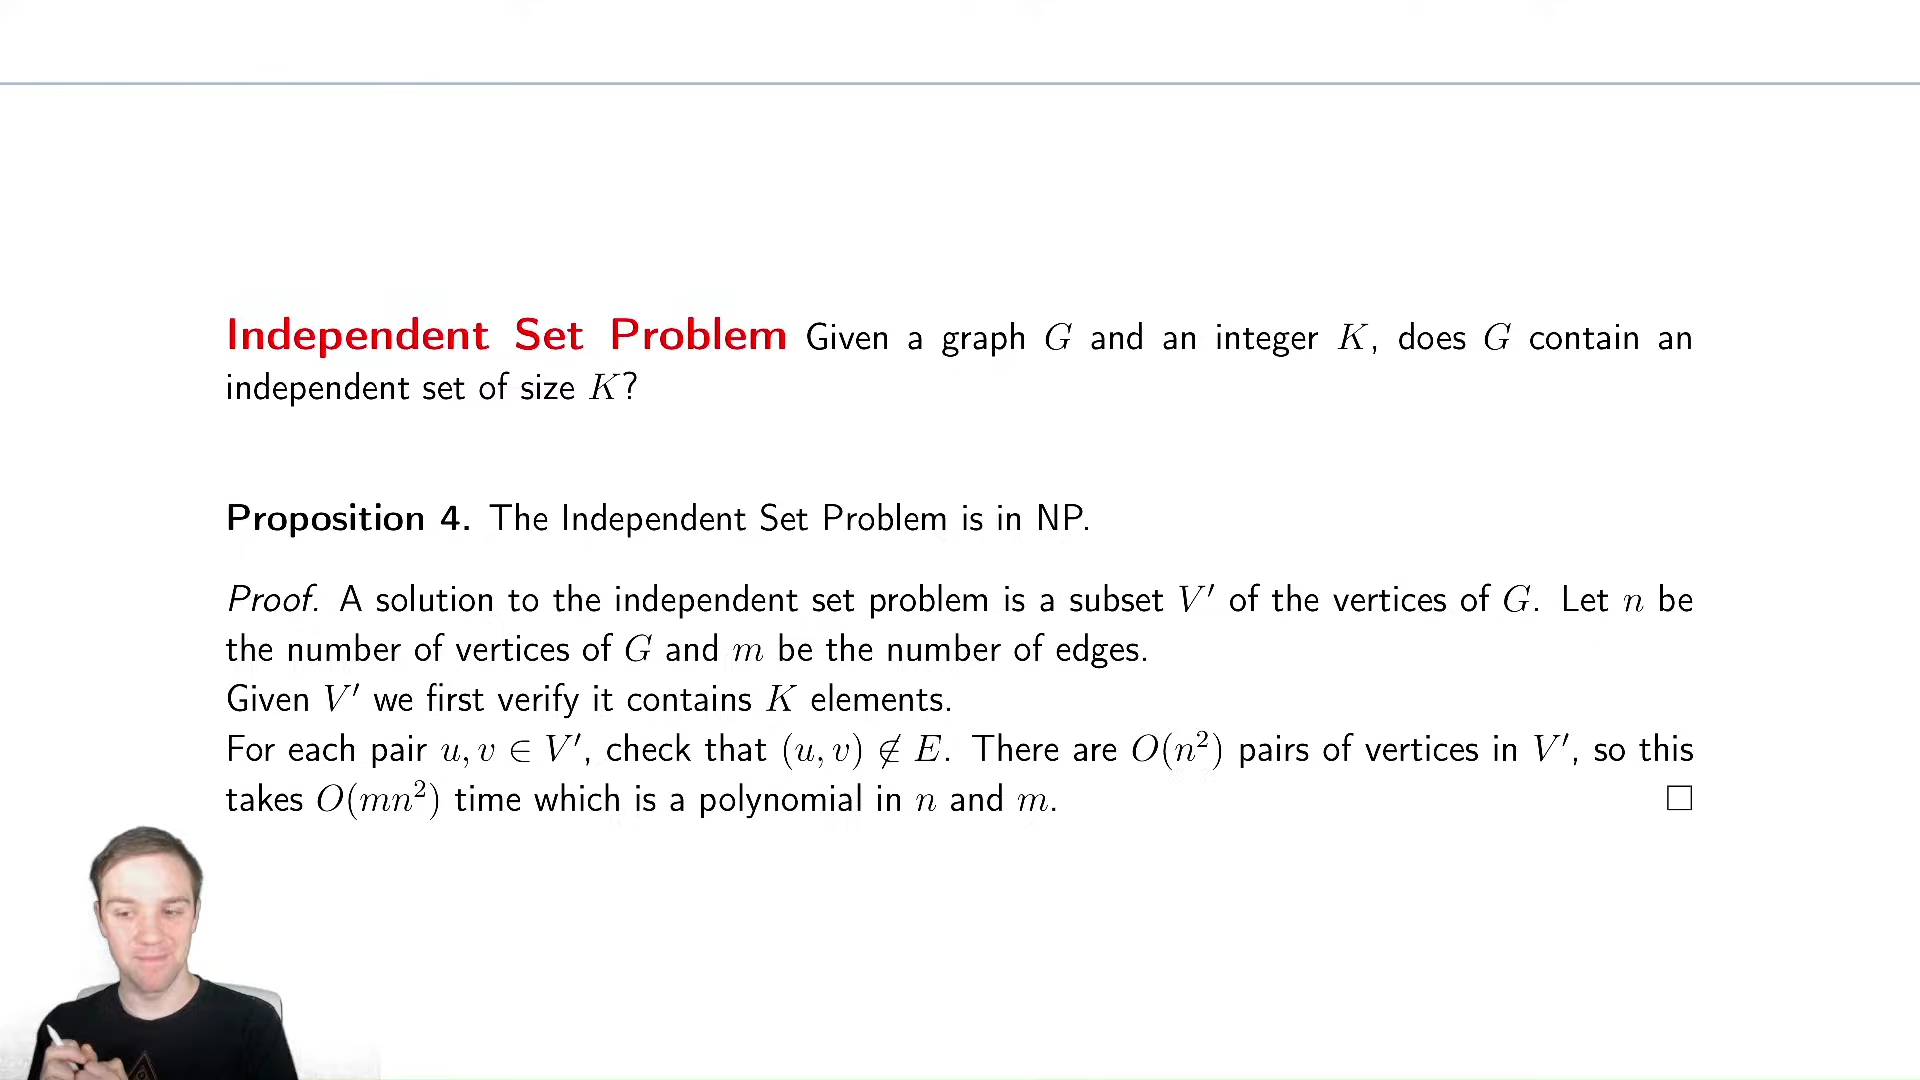 Independent Set Problem Given a graph G and an integer K, does G contain an
independent set of size K?
Proposition 4. The Independent Set Problem is in NP.
Proof. A solution to the independent set problem is a subset V′ of the vertices of G. Let n be
the number of vertices of G and m be the number of edges.
Given V′ we first verify it contains K elements.
For each pair u, v ∈ V′, check that (u, v) ∉ E. There are O(n²) pairs of vertices in V′, so this
takes O(mn²) time which is a polynomial in n and m. □